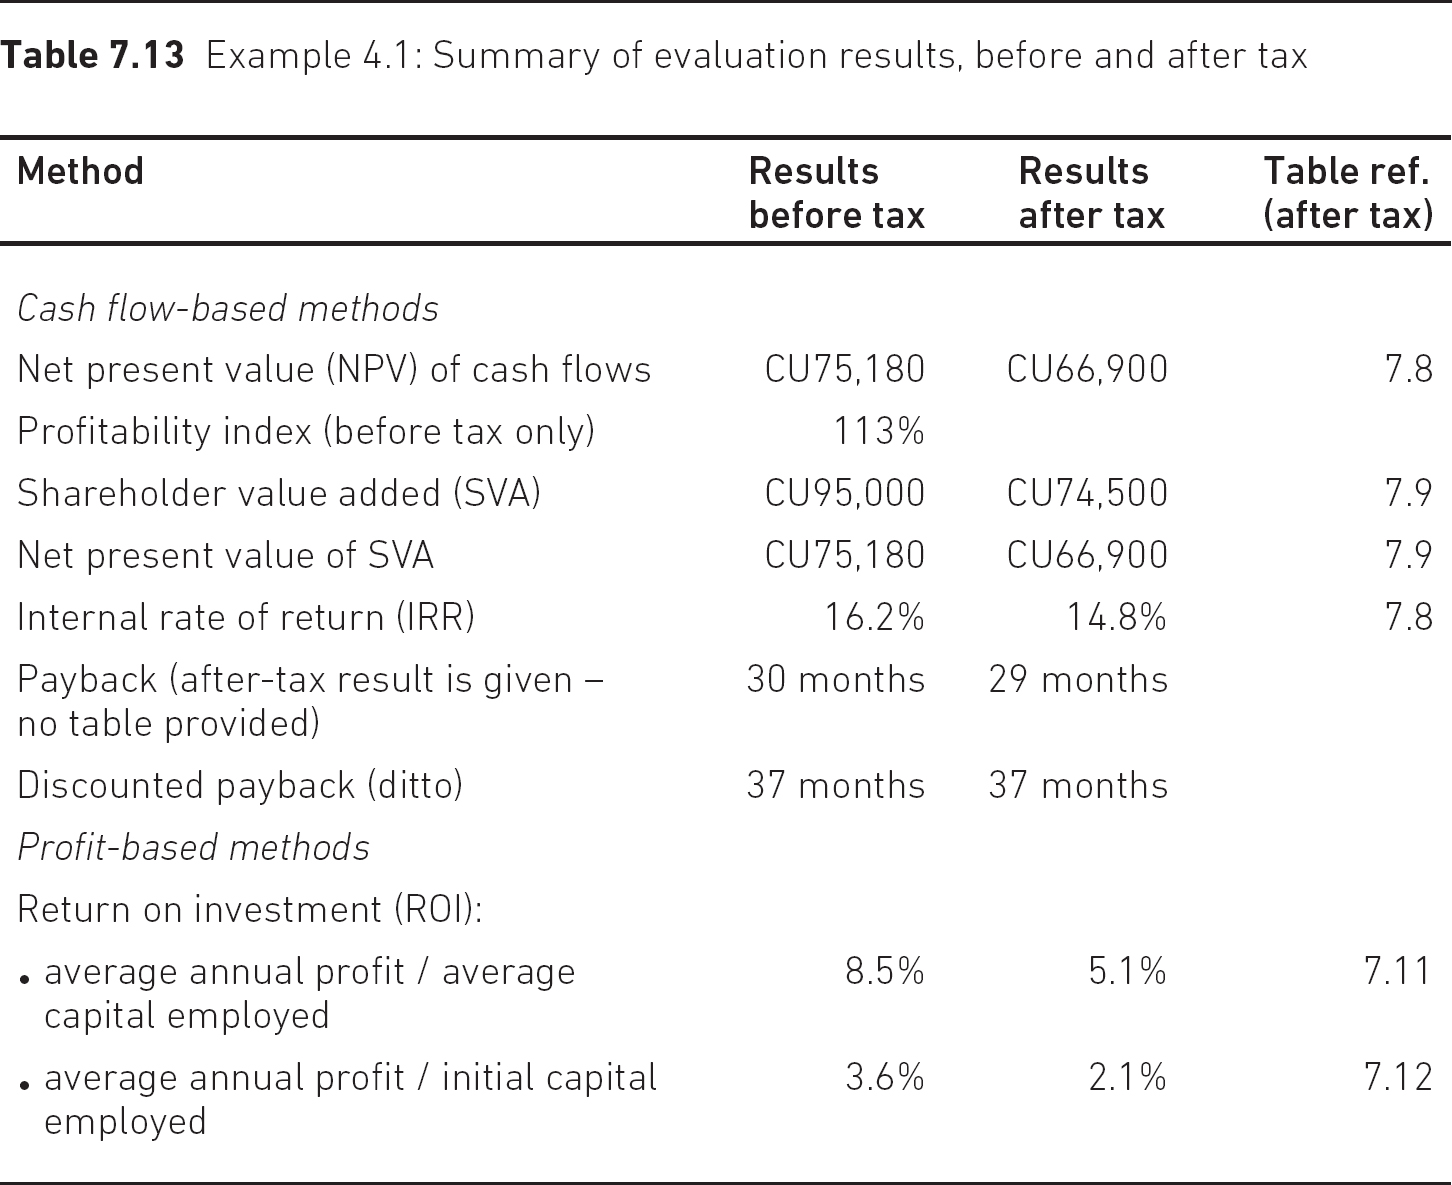 Table 7.13 Example 4.1: Summary of evaluation results, before and after tax
Method Results before tax Results after tax Table ref. (after tax)
Cash flow-based methods
Net present value (NPV) of cash flows CU75,180 CU66,900 7.8
Profitability index (before tax only) 113%
Shareholder value added (SVA) CU95,000 CU74,500 7.9
Net present value of SVA CU75,180 CU66,900 7.9
Internal rate of return (IRR) 16.2% 14.8% 7.8
Payback (after-tax result is given – 30 months 29 months
no table provided)
Discounted payback (ditto) 37 months 37 months
Profit-based methods
Return on investment (ROI):
• average annual profit / average 8.5% 5.1% 7.11
capital employed
• average annual profit / initial capital 3.6% 2.1% 7.12
employed